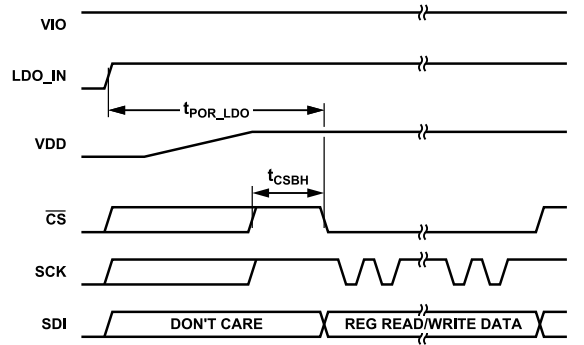 VIO
LDO_IN
tPOR_LDO
VDD
tCSBH
CS
SCK
SDI
DON'T CARE
REG READ/WRITE DATA